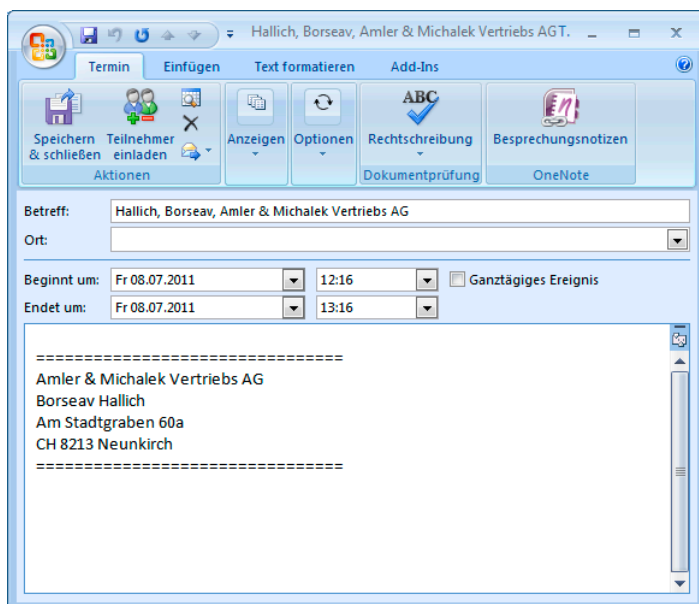 Hallich, Borseav, Amler & Michalek Vertriebs AGT.
Termin Einfügen Text formatieren Add-Ins
Speichern & schließen
Teilnehmer einladen
Anzeigen
Optionen
ABC
Rechtschreibung
Besprechungsnotizen
Aktionen
Dokumentprüfung
OneNote
Betreff: Hallich, Borseav, Amler & Michalek Vertriebs AG
Ort:
Beginnt um: Fr 08.07.2011 12:16 Ganztägiges Ereignis
Endet um: Fr 08.07.2011 13:16
================================
Amler & Michalek Vertriebs AG
Borseav Hallich
Am Stadtgraben 60a
CH 8213 Neunkirch
================================